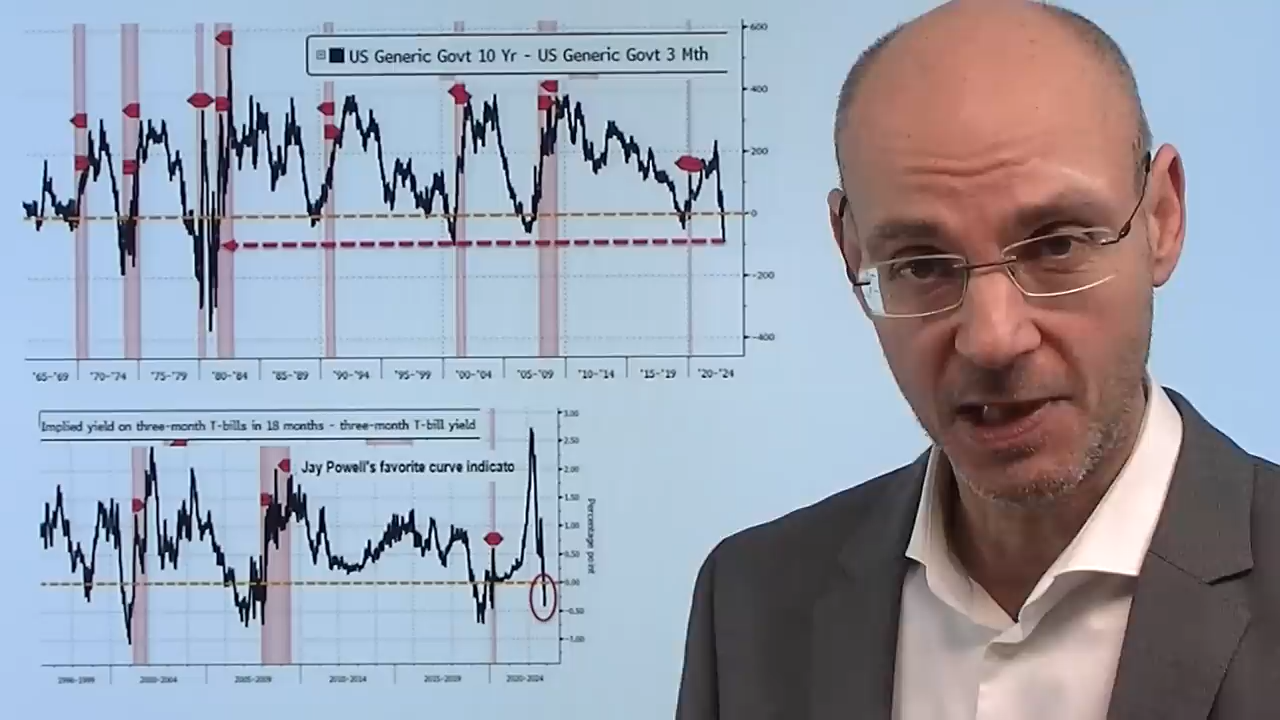 US Generic Govt 10 Yr - US Generic Govt 3 Mth
600
400
200
0
-200
-400
'65-'69 '70-'74 '75-'79 '80-'84 '85-'89 '90-'94 '95-'99 '00-'04 '05-'09 '10-'14 '15-'19 '20-'24
Implied yield on three-month T-bills in 18 months - three-month T-bill yield
Jay Powell's favorite curve indicato
3.00
2.50
2.00
1.50
1.00
0.50
0.00
-0.50
-1.00
Percentage point
1996-1999 2000-2004 2005-2009 2010-2014 2015-2019 2020-2024